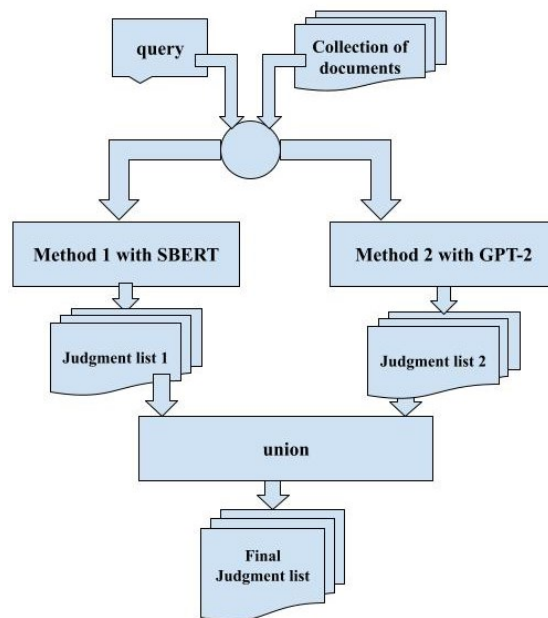 query
Collection of
documents
Method 1 with SBERT
Method 2 with GPT-2
Judgment list 1
Judgment list 2
union
Final
Judgment list